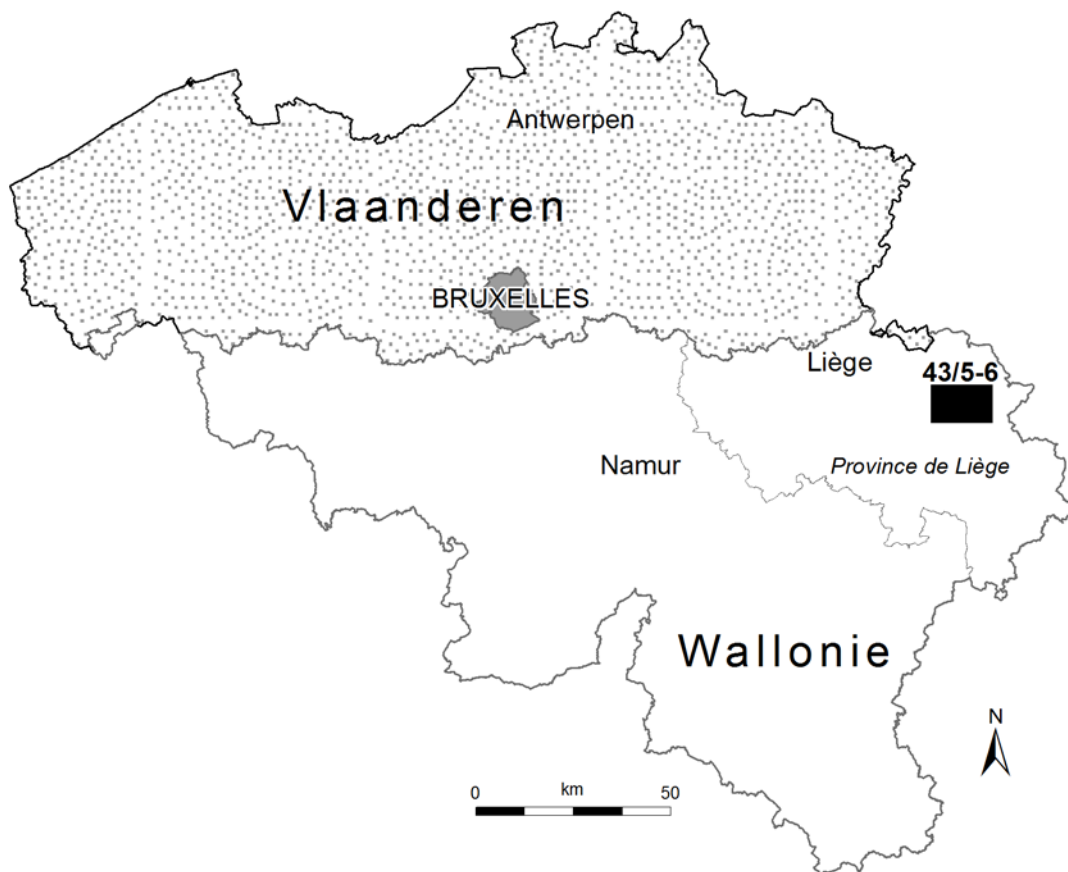 Antwerpen
Vlaanderen
BRUXELLES
Liège
43/5-6
Namur
Province de Liège
Wallonie
N
0 km 50